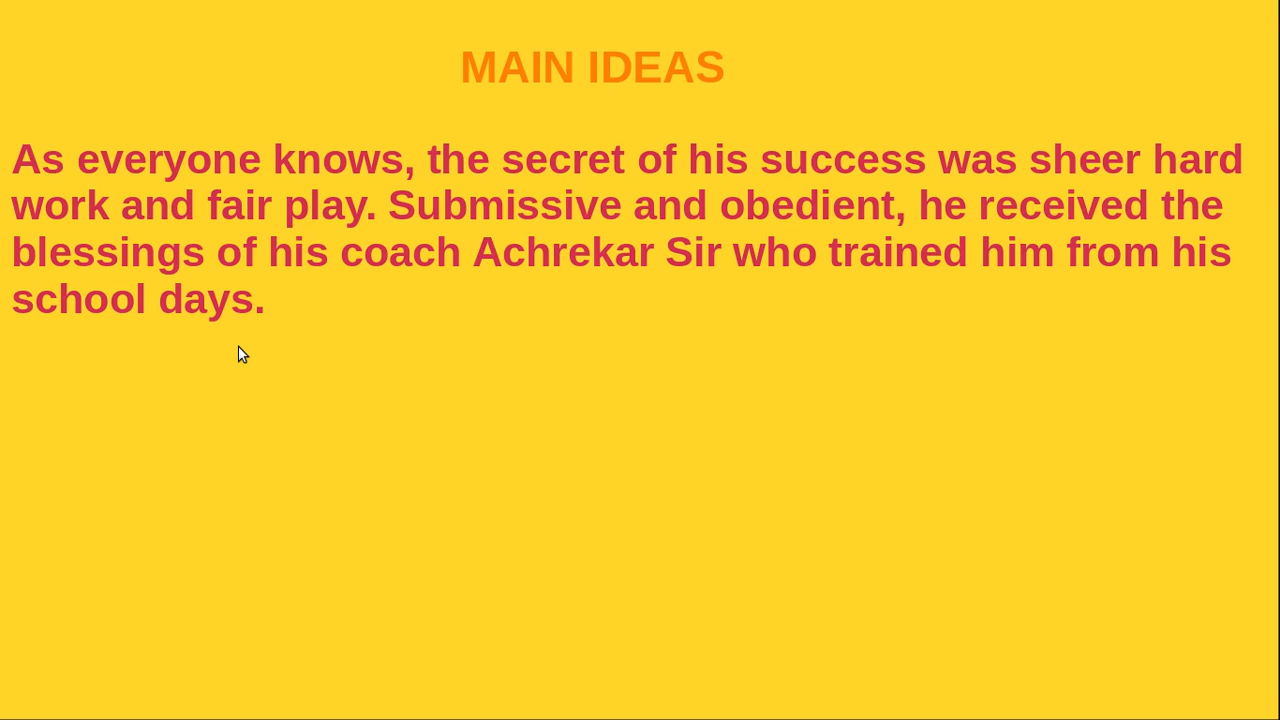 MAIN IDEAS
As everyone knows, the secret of his success was sheer hard
work and fair play. Submissive and obedient, he received the
blessings of his coach Achrekar Sir who trained him from his
school days.